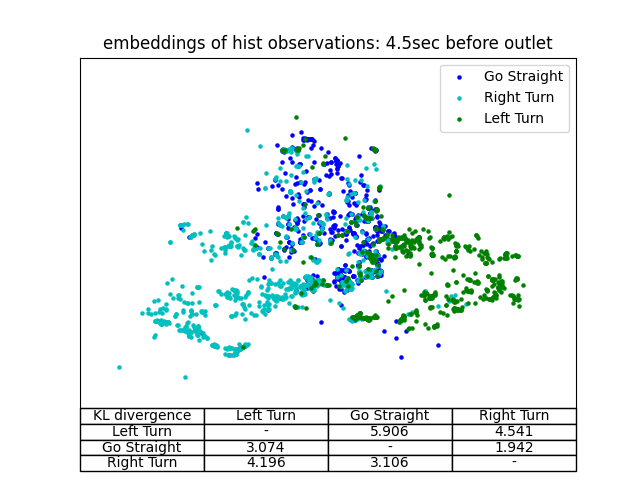 embeddings of hist observations: 4.5sec before outlet
Go Straight
Right Turn
Left Turn
KL divergence Left Turn Go Straight Right Turn
Left Turn - 5.906 4.541
Go Straight 3.074 - 1.942
Right Turn 4.196 3.106 -